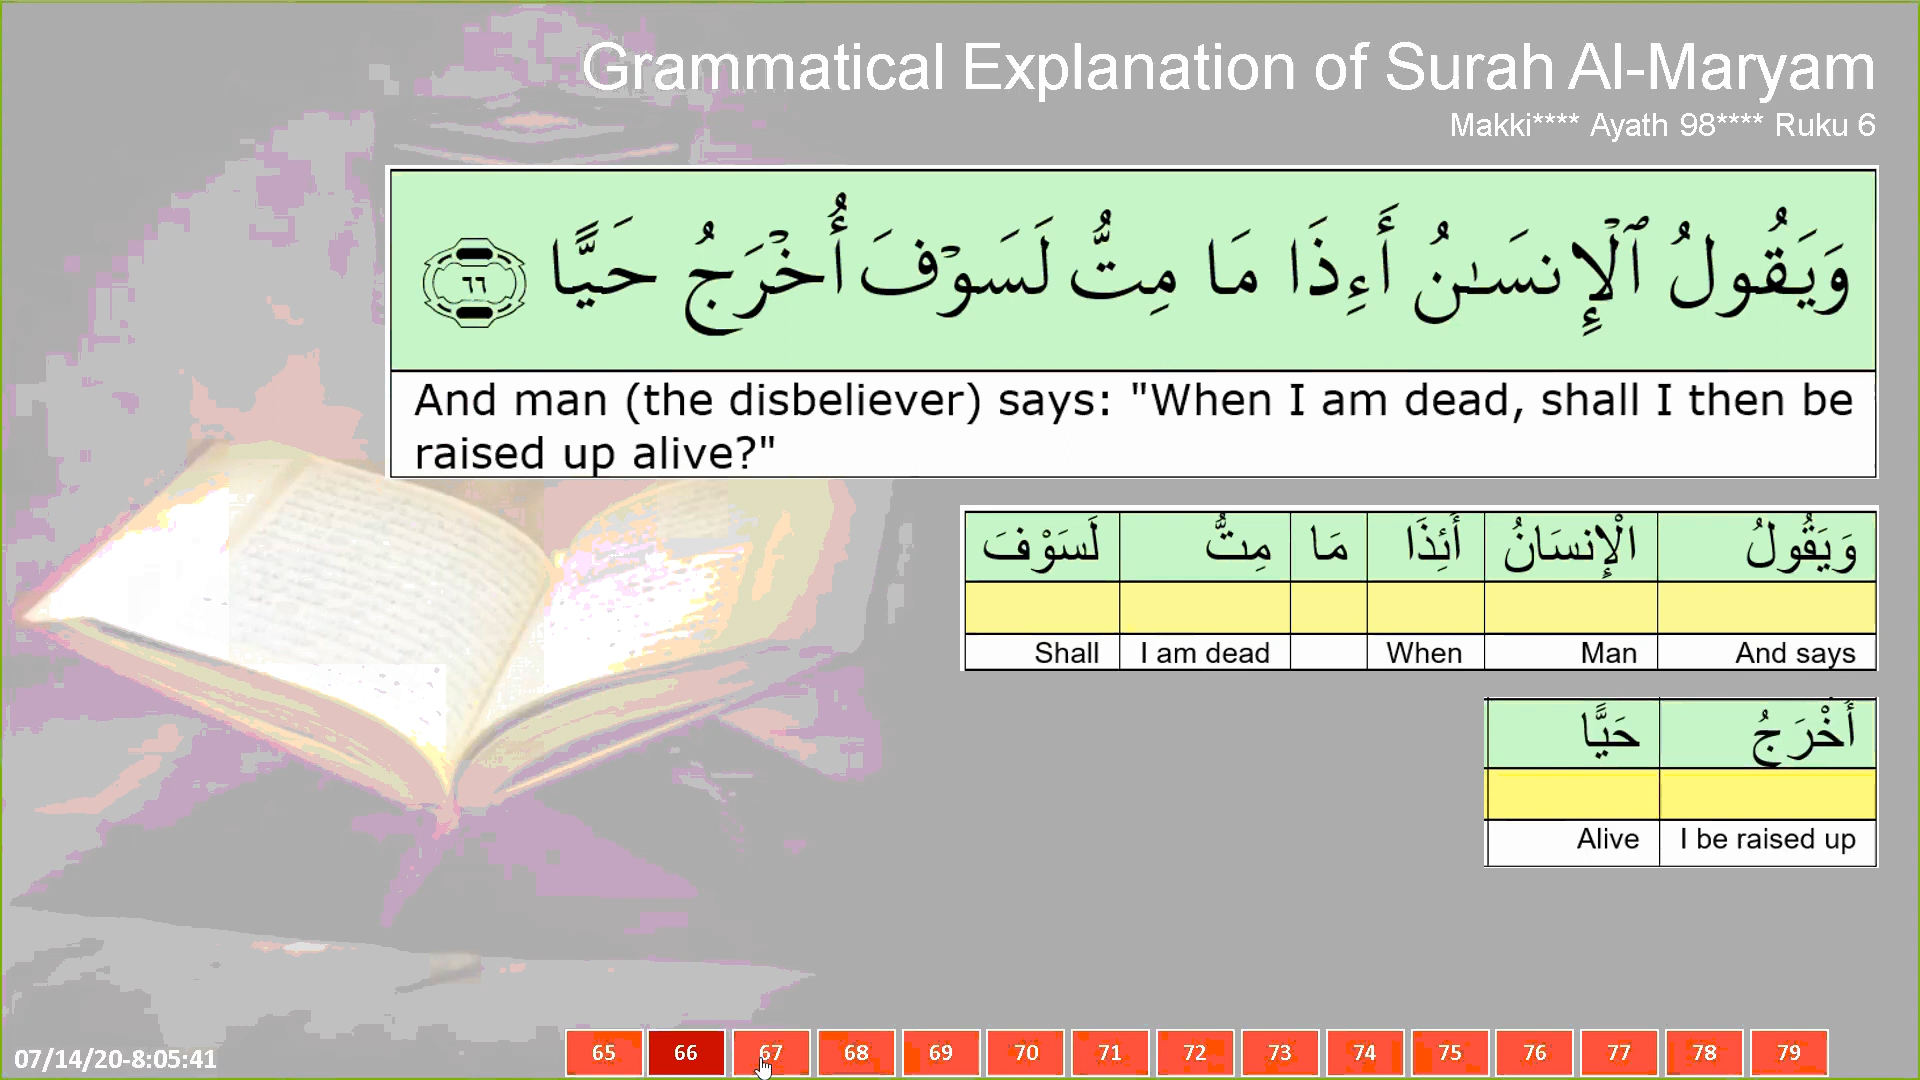 Grammatical Explanation of Surah Al-Maryam
Makki**** Ayath 98**** Ruku 6
وَيَقُولُ ٱلْإِنسَـٰنُ أَءِذَا مَا مِتُّ لَسَوْفَ أُخْرَجُ حَيًّا ٦٦
And man (the disbeliever) says: "When I am dead, shall I then be
raised up alive?"
وَيَقُولُ الْإِنسَانُ أَئِذَا مَا مِتُّ لَسَوْفَ
And says Man When I am dead Shall
أُخْرَجُ حَيًّا
I be raised up Alive
07/14/20-8:05:41
65 66 67 68 69 70 71 72 73 74 75 76 77 78 79